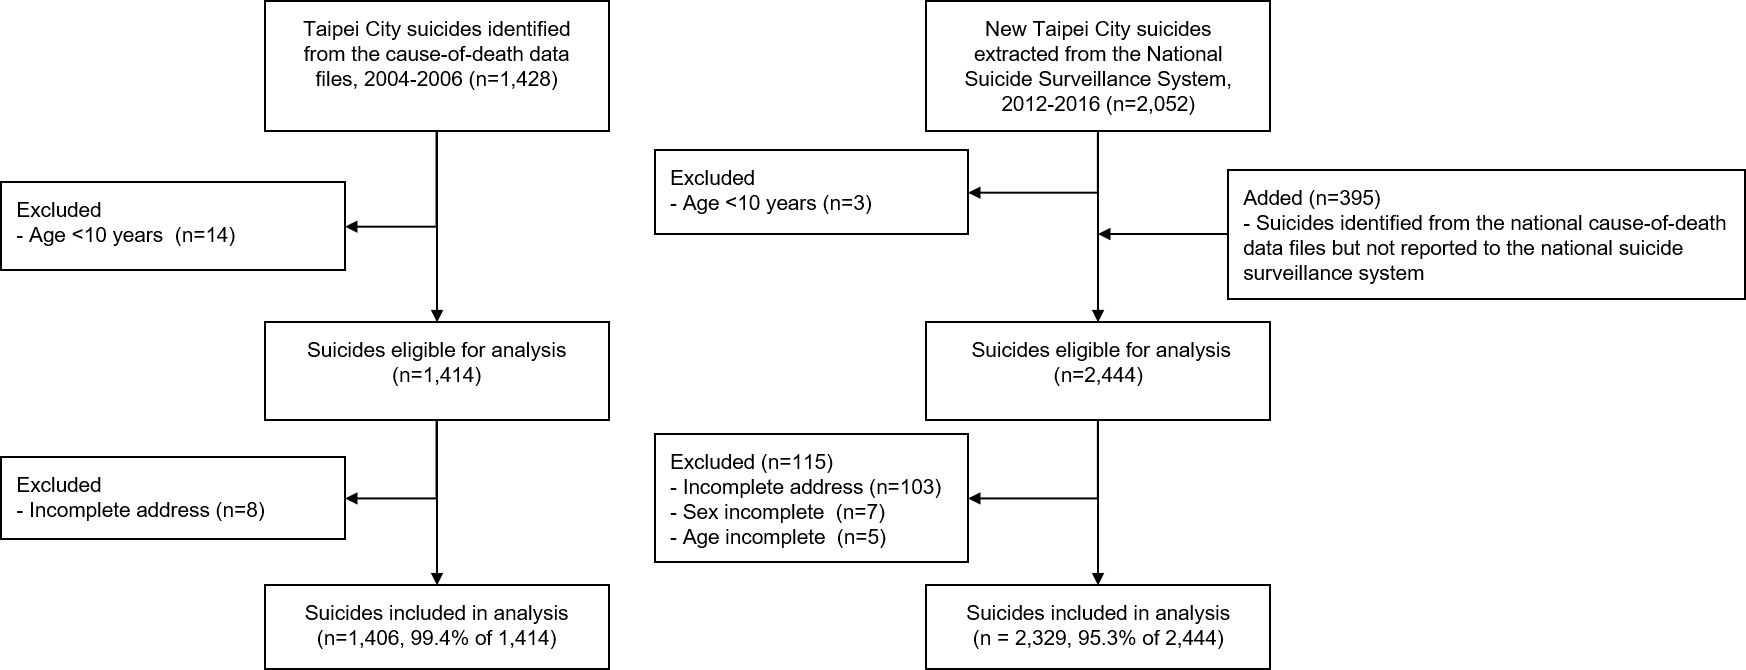 Taipei City suicides identified
from the cause-of-death data
files, 2004-2006 (n=1,428)
Excluded
- Age <10 years  (n=14)
Suicides eligible for analysis
(n=1,414)
Excluded
- Incomplete address (n=8)
Suicides included in analysis
(n=1,406, 99.4% of 1,414)
New Taipei City suicides
extracted from the National
Suicide Surveillance System,
2012-2016 (n=2,052)
Excluded
- Age <10 years (n=3)
Added (n=395)
- Suicides identified from the national cause-of-death
data files but not reported to the national suicide
surveillance system
Suicides eligible for analysis
(n=2,444)
Excluded (n=115)
- Incomplete address (n=103)
- Sex incomplete  (n=7)
- Age incomplete  (n=5)
Suicides included in analysis
(n = 2,329, 95.3% of 2,444)